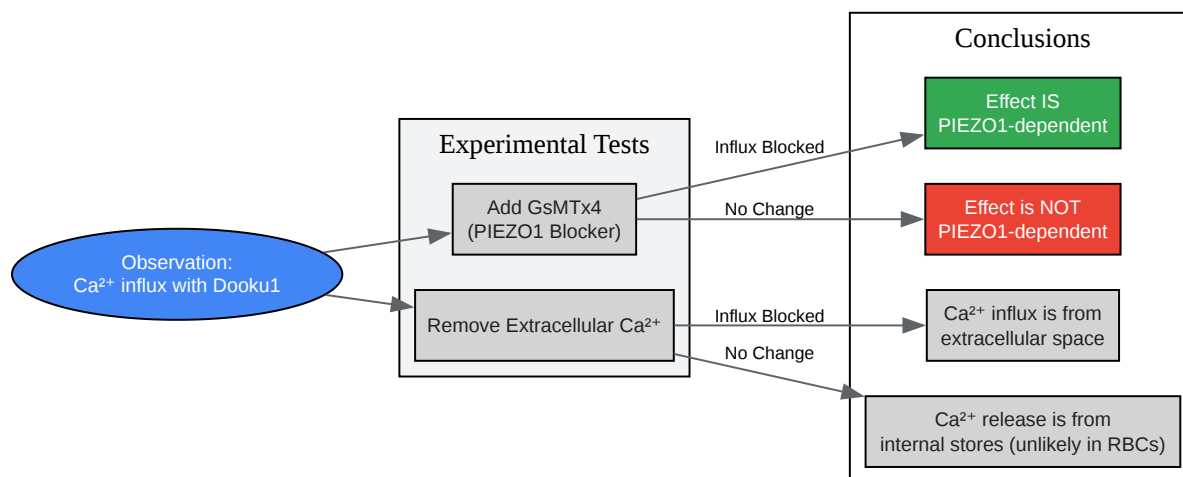 Conclusions
Effect IS
PIEZO1-dependent
Experimental Tests
Influx Blocked
Add GsMTx4
(PIEZO1 Blocker)
No Change
Effect is NOT
PIEZO1-dependent
Observation:
Ca²⁺ influx with Dooku1
Remove Extracellular Ca²⁺
Influx Blocked
Ca²⁺ influx is from
extracellular space
No Change
Ca²⁺ release is from
internal stores (unlikely in RBCs)